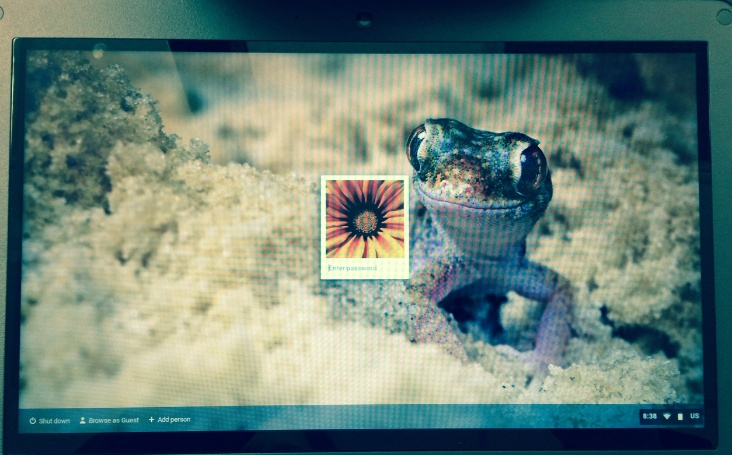 Enter password
Shut down Browse as Guest + Add person 8:38 US